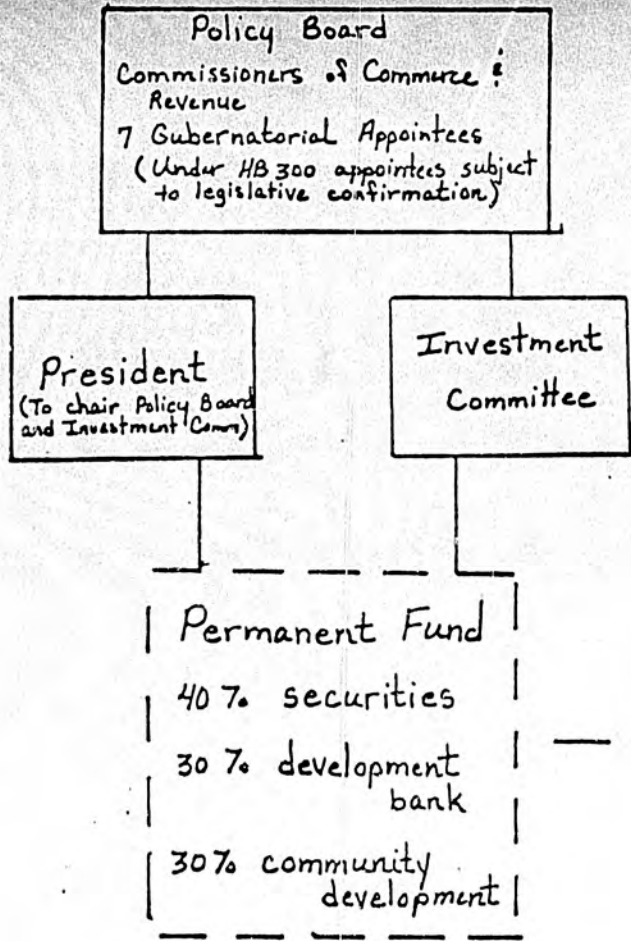 Policy Board
Commissioners of Commerce &
Revenue
7 Gubernatorial Appointees
(Under HB 300 appointees subject
to legislative confirmation)
President
(To chair Policy Board
and Investment Comm)
Investment
Committee
Permanent Fund
40% securities
30% development
bank
30% community
development